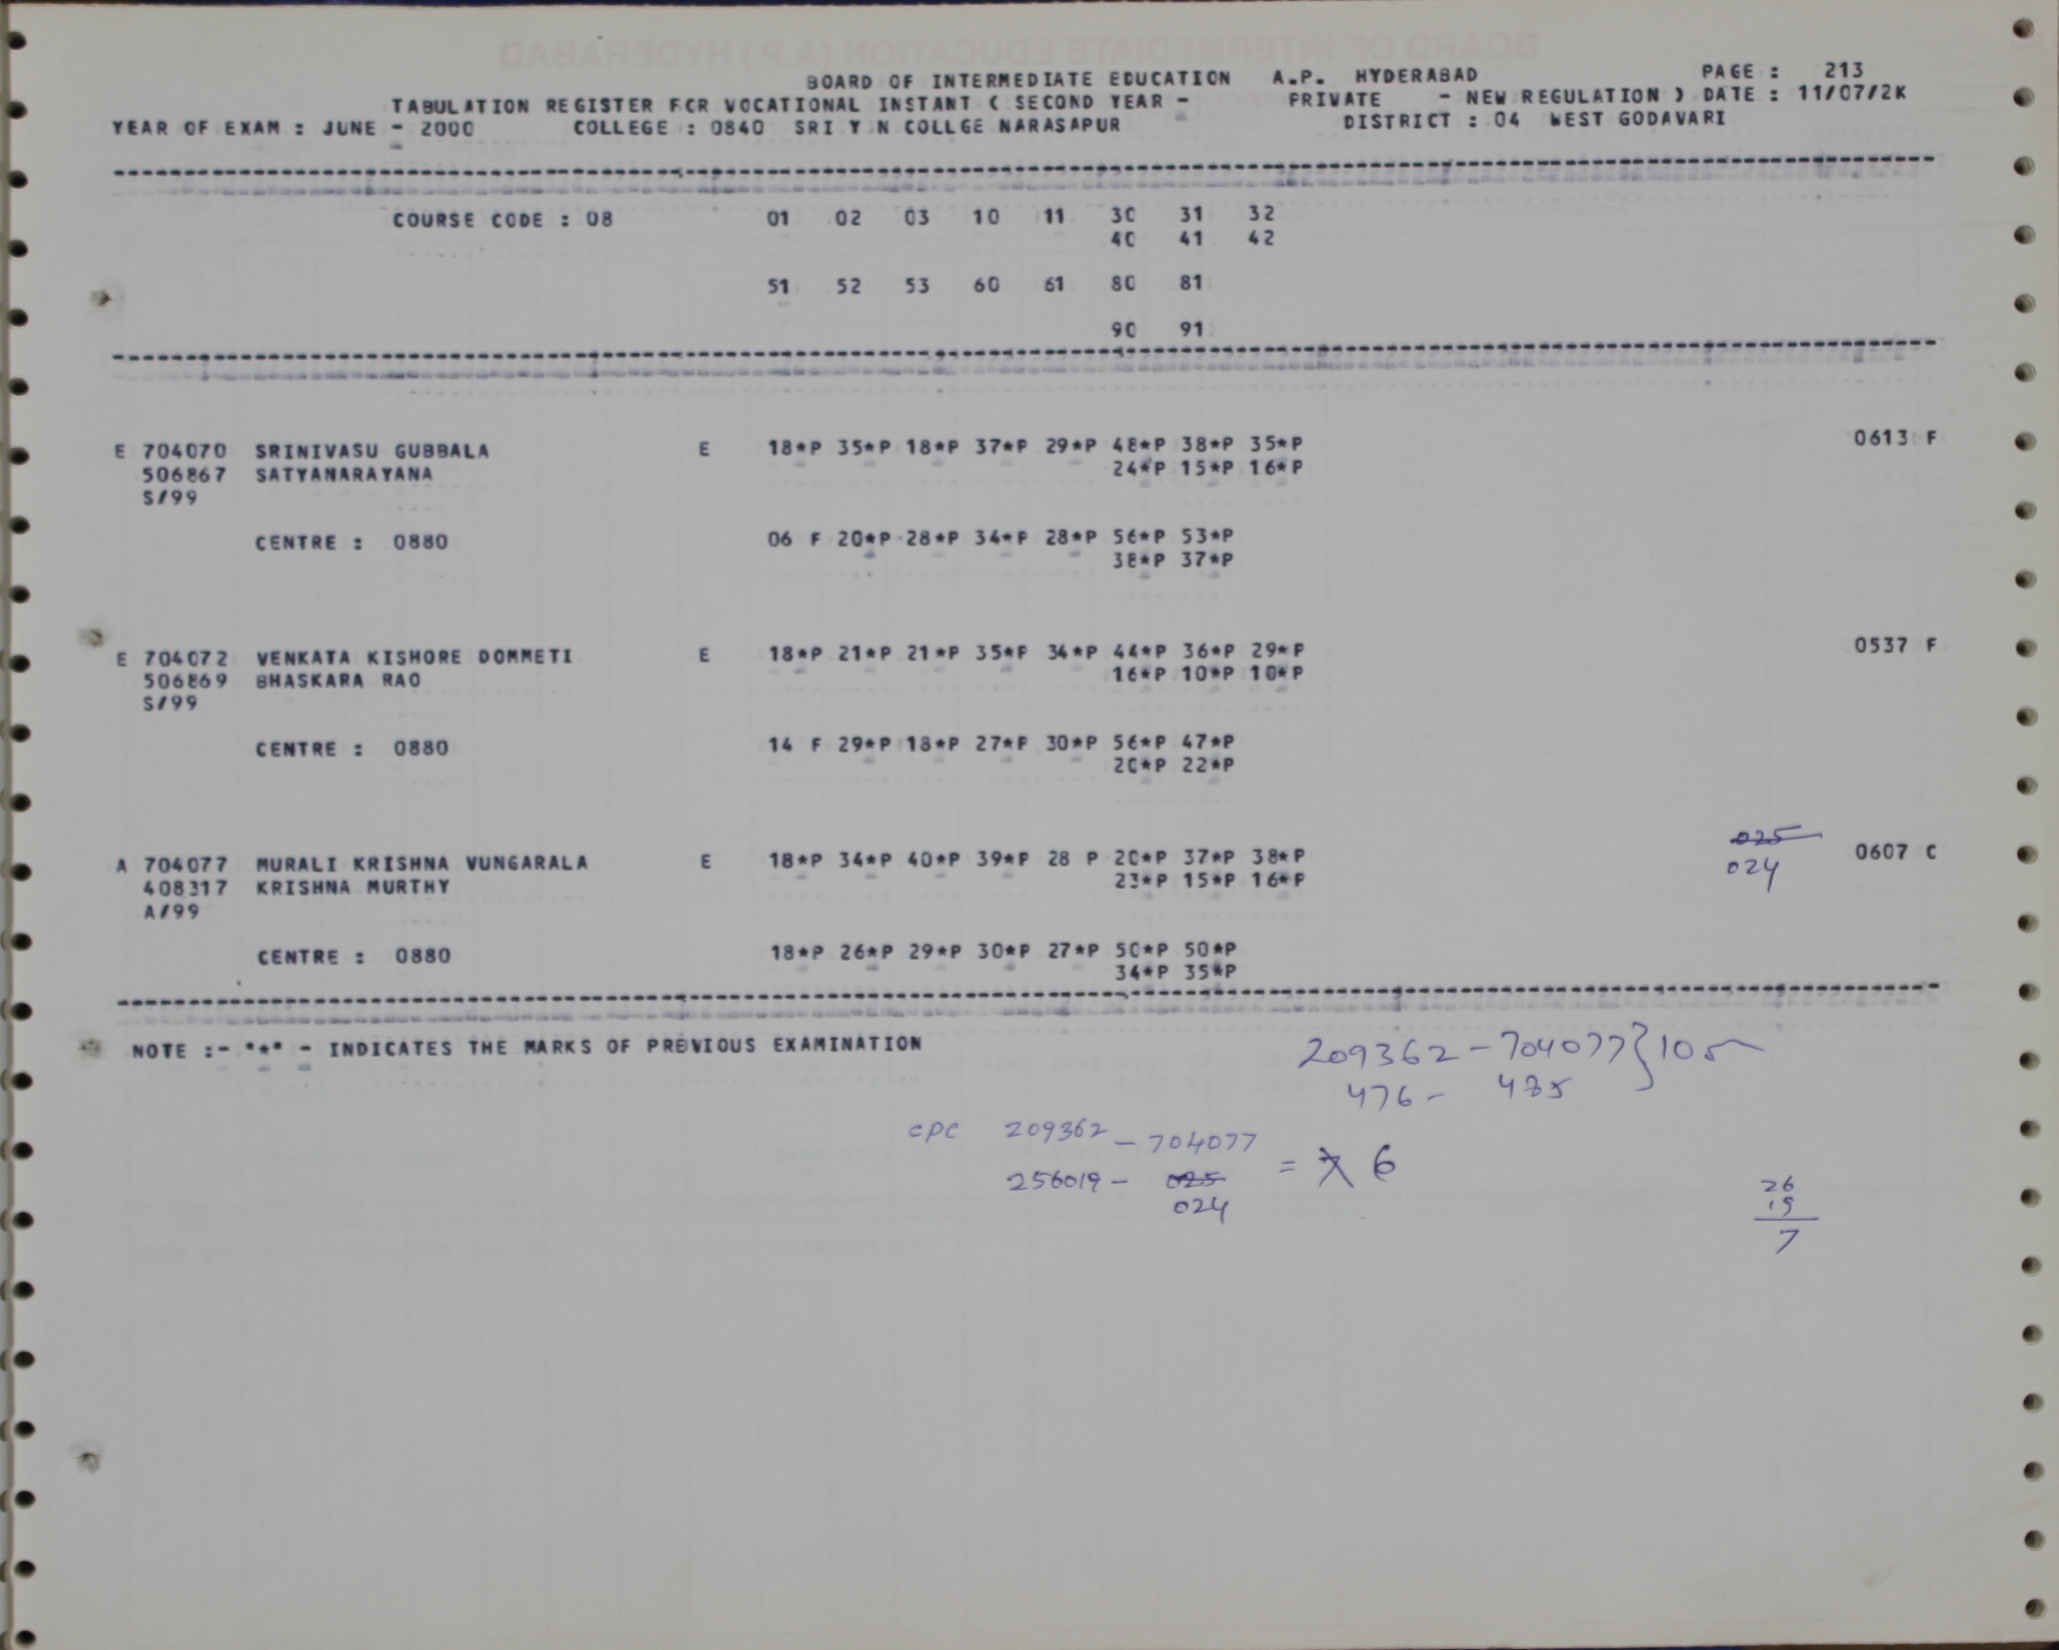 BOARD OF INTERMEDIATE EDUCATION A.P. HYDERABAD PAGE : 213
TABULATION REGISTER FOR VOCATIONAL INSTANT ( SECOND YEAR - PRIVATE - NEW REGULATION ) DATE : 11/07/2K
YEAR OF EXAM : JUNE - 2000 COLLEGE : 0840 SRI Y N COLLGE NARASAPUR DISTRICT : 04 WEST GODAVARI
COURSE CODE : 08 01 02 03 10 11 30 31 32
40 41 42
51 52 53 60 61 80 81
90 91
E 704070 SRINIVASU GUBBALA E 18*P 35*P 18*P 37*P 29*P 48*P 38*P 35*P 0613 F
506867 SATYANARAYANA 24*P 15*P 16*P
S/99
CENTRE : 0880 06 F 20*P 28*P 34*P 28*P 56*P 53*P
38*P 37*P
E 704072 VENKATA KISHORE DOMMETI E 18*P 21*P 21*P 35*P 34*P 44*P 36*P 29*P 0537 F
506869 BHASKARA RAO 16*P 10*P 10*P
S/99
CENTRE : 0880 14 F 29*P 18*P 27*P 30*P 56*P 47*P
20*P 22*P
025
A 704077 MURALI KRISHNA VUNGARALA E 18*P 34*P 40*P 39*P 28 P 20*P 37*P 38*P 024 0607 C
408317 KRISHNA MURTHY 23*P 15*P 16*P
A/99
CENTRE : 0880 18*P 26*P 29*P 30*P 27*P 50*P 50*P
34*P 35*P
NOTE :- "*" - INDICATES THE MARKS OF PREVIOUS EXAMINATION
209362 - 704077 } 105
476 - 485
CPC 209362 - 704077
256019 - 025 = 7 6
024
26
19
7